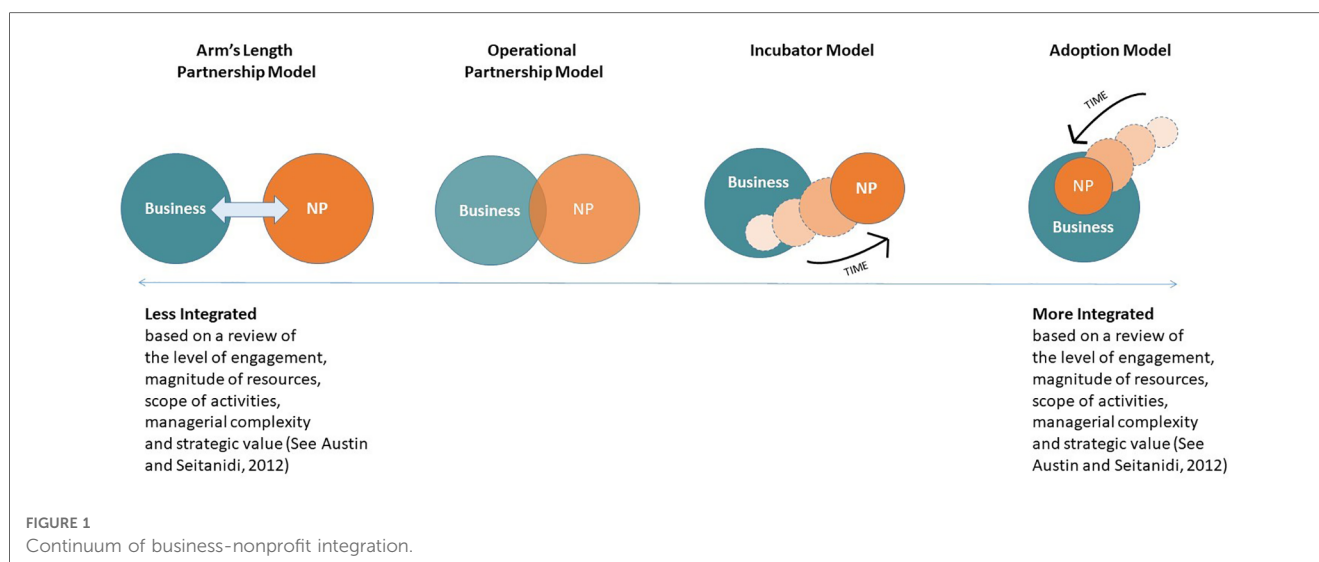 Arm's Length
Partnership Model
Operational
Partnership Model
Incubator Model
Adoption Model
Business
NP
Business
NP
Business
NP
TIME
TIME
NP
Business
Less Integrated
based on a review of
the level of engagement,
magnitude of resources,
scope of activities,
managerial complexity
and strategic value (See Austin
and Seitanidi, 2012)
More Integrated
based on a review of
the level of engagement,
magnitude of resources,
scope of activities,
managerial complexity
and strategic value (See
Austin and Seitanidi, 2012)
FIGURE 1
Continuum of business-nonprofit integration.